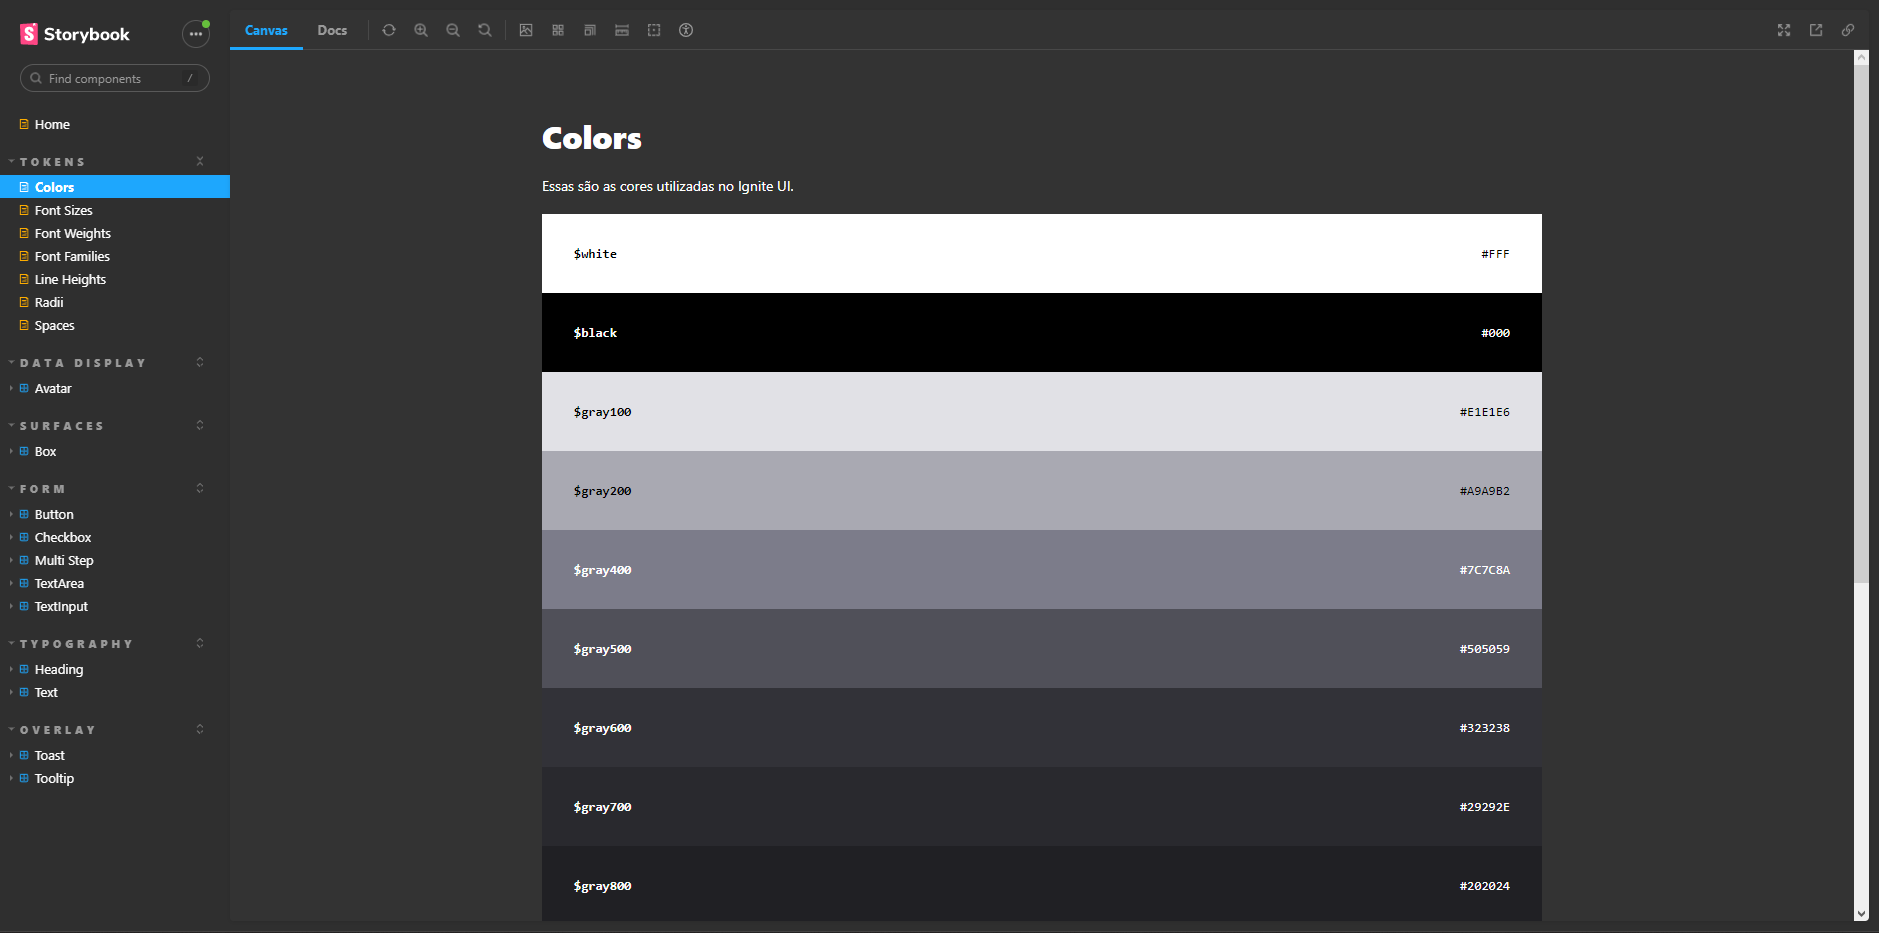 Storybook
Find components /
Home
TOKENS
Colors
Font Sizes
Font Weights
Font Families
Line Heights
Radii
Spaces
DATA DISPLAY
Avatar
SURFACES
Box
FORM
Button
Checkbox
Multi Step
TextArea
TextInput
TYPOGRAPHY
Heading
Text
OVERLAY
Toast
Tooltip
Canvas Docs
Colors
Essas são as cores utilizadas no Ignite UI.
$white #FFF
$black #000
$gray100 #E1E1E6
$gray200 #A9A9B2
$gray400 #7C7C8A
$gray500 #505059
$gray600 #323238
$gray700 #29292E
$gray800 #202024